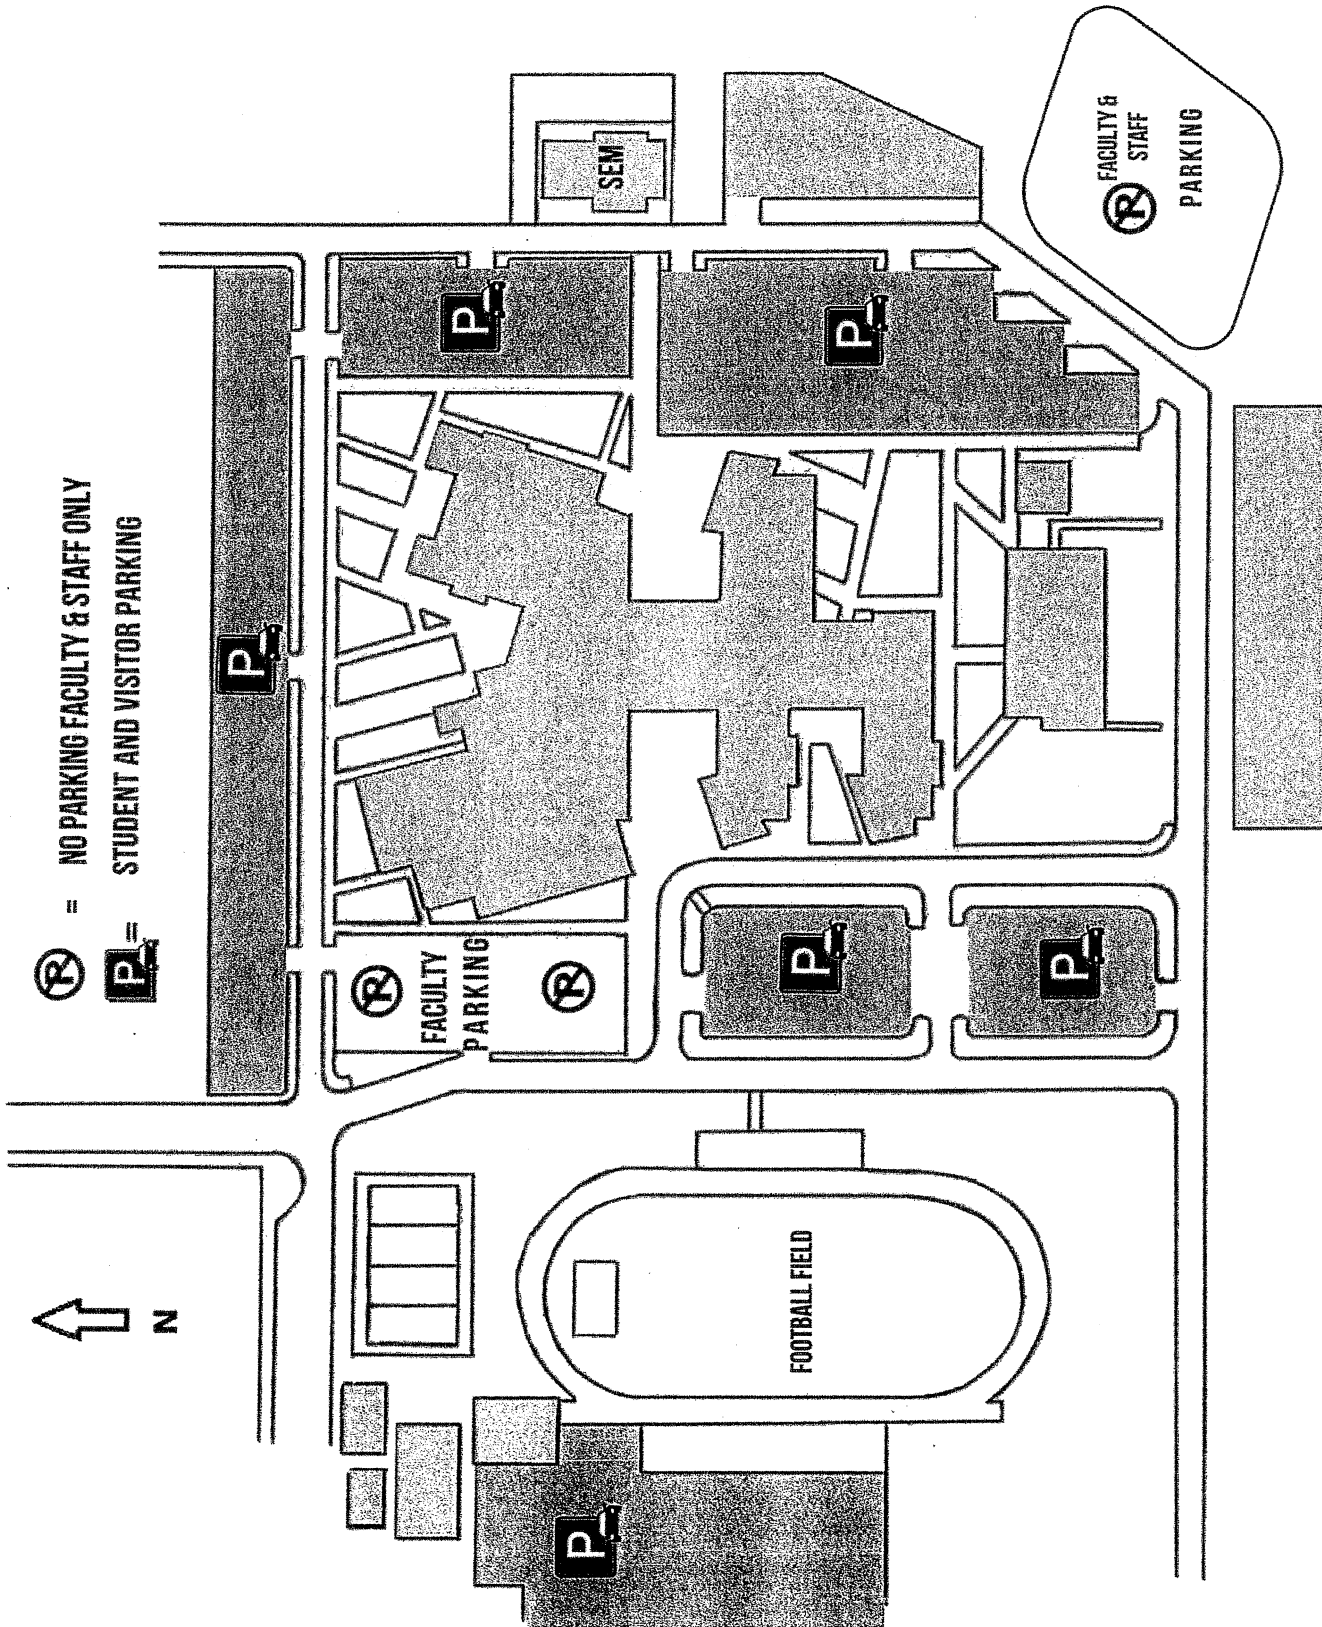 = NO PARKING FACULTY & STAFF ONLY
P = STUDENT AND VISITOR PARKING
SEM
FACULTY &
STAFF
PARKING
P
P
P
FACULTY
PARKING
P
P
N
FOOTBALL FIELD
P